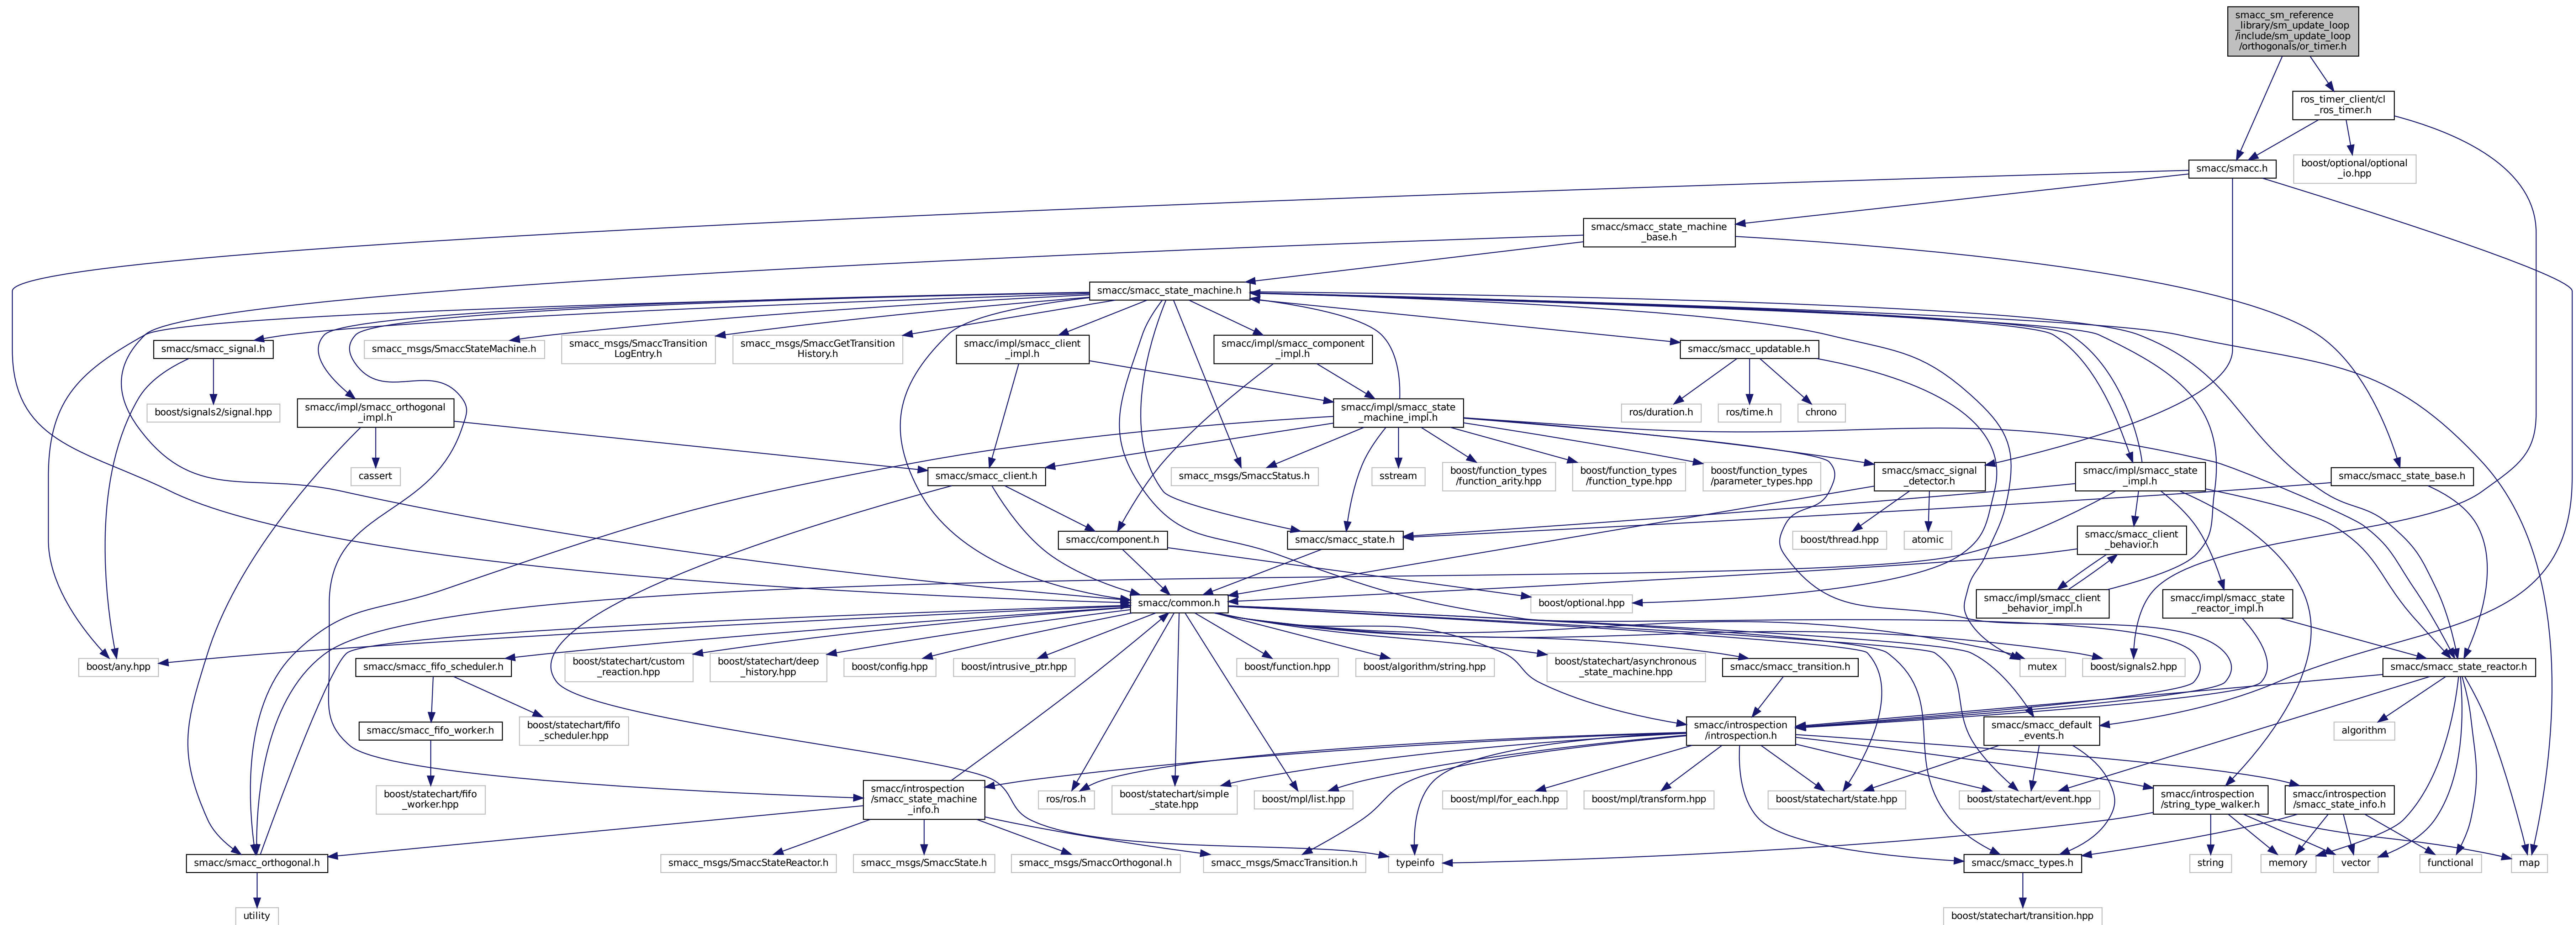 smacc_sm_reference
_library/sm_update_loop
/include/sm_update_loop
/orthogonals/or_timer.h
ros_timer_client/cl
_ros_timer.h
smacc/smacc.h
boost/optional/optional
_io.hpp
smacc/smacc_state_machine
_base.h
smacc/smacc_state_machine.h
smacc/smacc_signal.h
smacc_msgs/SmaccStateMachine.h
smacc_msgs/SmaccTransition
LogEntry.h
smacc_msgs/SmaccGetTransition
History.h
smacc/impl/smacc_client
_impl.h
smacc/impl/smacc_component
_impl.h
smacc/smacc_updatable.h
boost/signals2/signal.hpp
smacc/impl/smacc_orthogonal
_impl.h
smacc/impl/smacc_state
_machine_impl.h
ros/duration.h
ros/time.h
chrono
cassert
smacc/smacc_client.h
smacc_msgs/SmaccStatus.h
sstream
boost/function_types
/function_arity.hpp
boost/function_types
/function_type.hpp
boost/function_types
/parameter_types.hpp
smacc/smacc_signal
_detector.h
smacc/impl/smacc_state
_impl.h
smacc/smacc_state_base.h
smacc/component.h
smacc/smacc_state.h
boost/thread.hpp
atomic
smacc/smacc_client
_behavior.h
smacc/common.h
boost/optional.hpp
smacc/impl/smacc_client
_behavior_impl.h
smacc/impl/smacc_state
_reactor_impl.h
boost/any.hpp
smacc/smacc_fifo_scheduler.h
boost/statechart/custom
_reaction.hpp
boost/statechart/deep
_history.hpp
boost/config.hpp
boost/intrusive_ptr.hpp
boost/function.hpp
boost/algorithm/string.hpp
boost/statechart/asynchronous
_state_machine.hpp
smacc/smacc_transition.h
mutex
boost/signals2.hpp
smacc/smacc_state_reactor.h
smacc/smacc_fifo_worker.h
boost/statechart/fifo
_scheduler.hpp
smacc/introspection
/introspection.h
smacc/smacc_default
_events.h
algorithm
boost/statechart/fifo
_worker.hpp
smacc/introspection
/smacc_state_machine
_info.h
ros/ros.h
boost/statechart/simple
_state.hpp
boost/mpl/list.hpp
boost/mpl/for_each.hpp
boost/mpl/transform.hpp
boost/statechart/state.hpp
boost/statechart/event.hpp
smacc/introspection
/string_type_walker.h
smacc/introspection
/smacc_state_info.h
smacc/smacc_orthogonal.h
smacc_msgs/SmaccStateReactor.h
smacc_msgs/SmaccState.h
smacc_msgs/SmaccOrthogonal.h
smacc_msgs/SmaccTransition.h
typeinfo
smacc/smacc_types.h
string
memory
vector
functional
map
utility
boost/statechart/transition.hpp